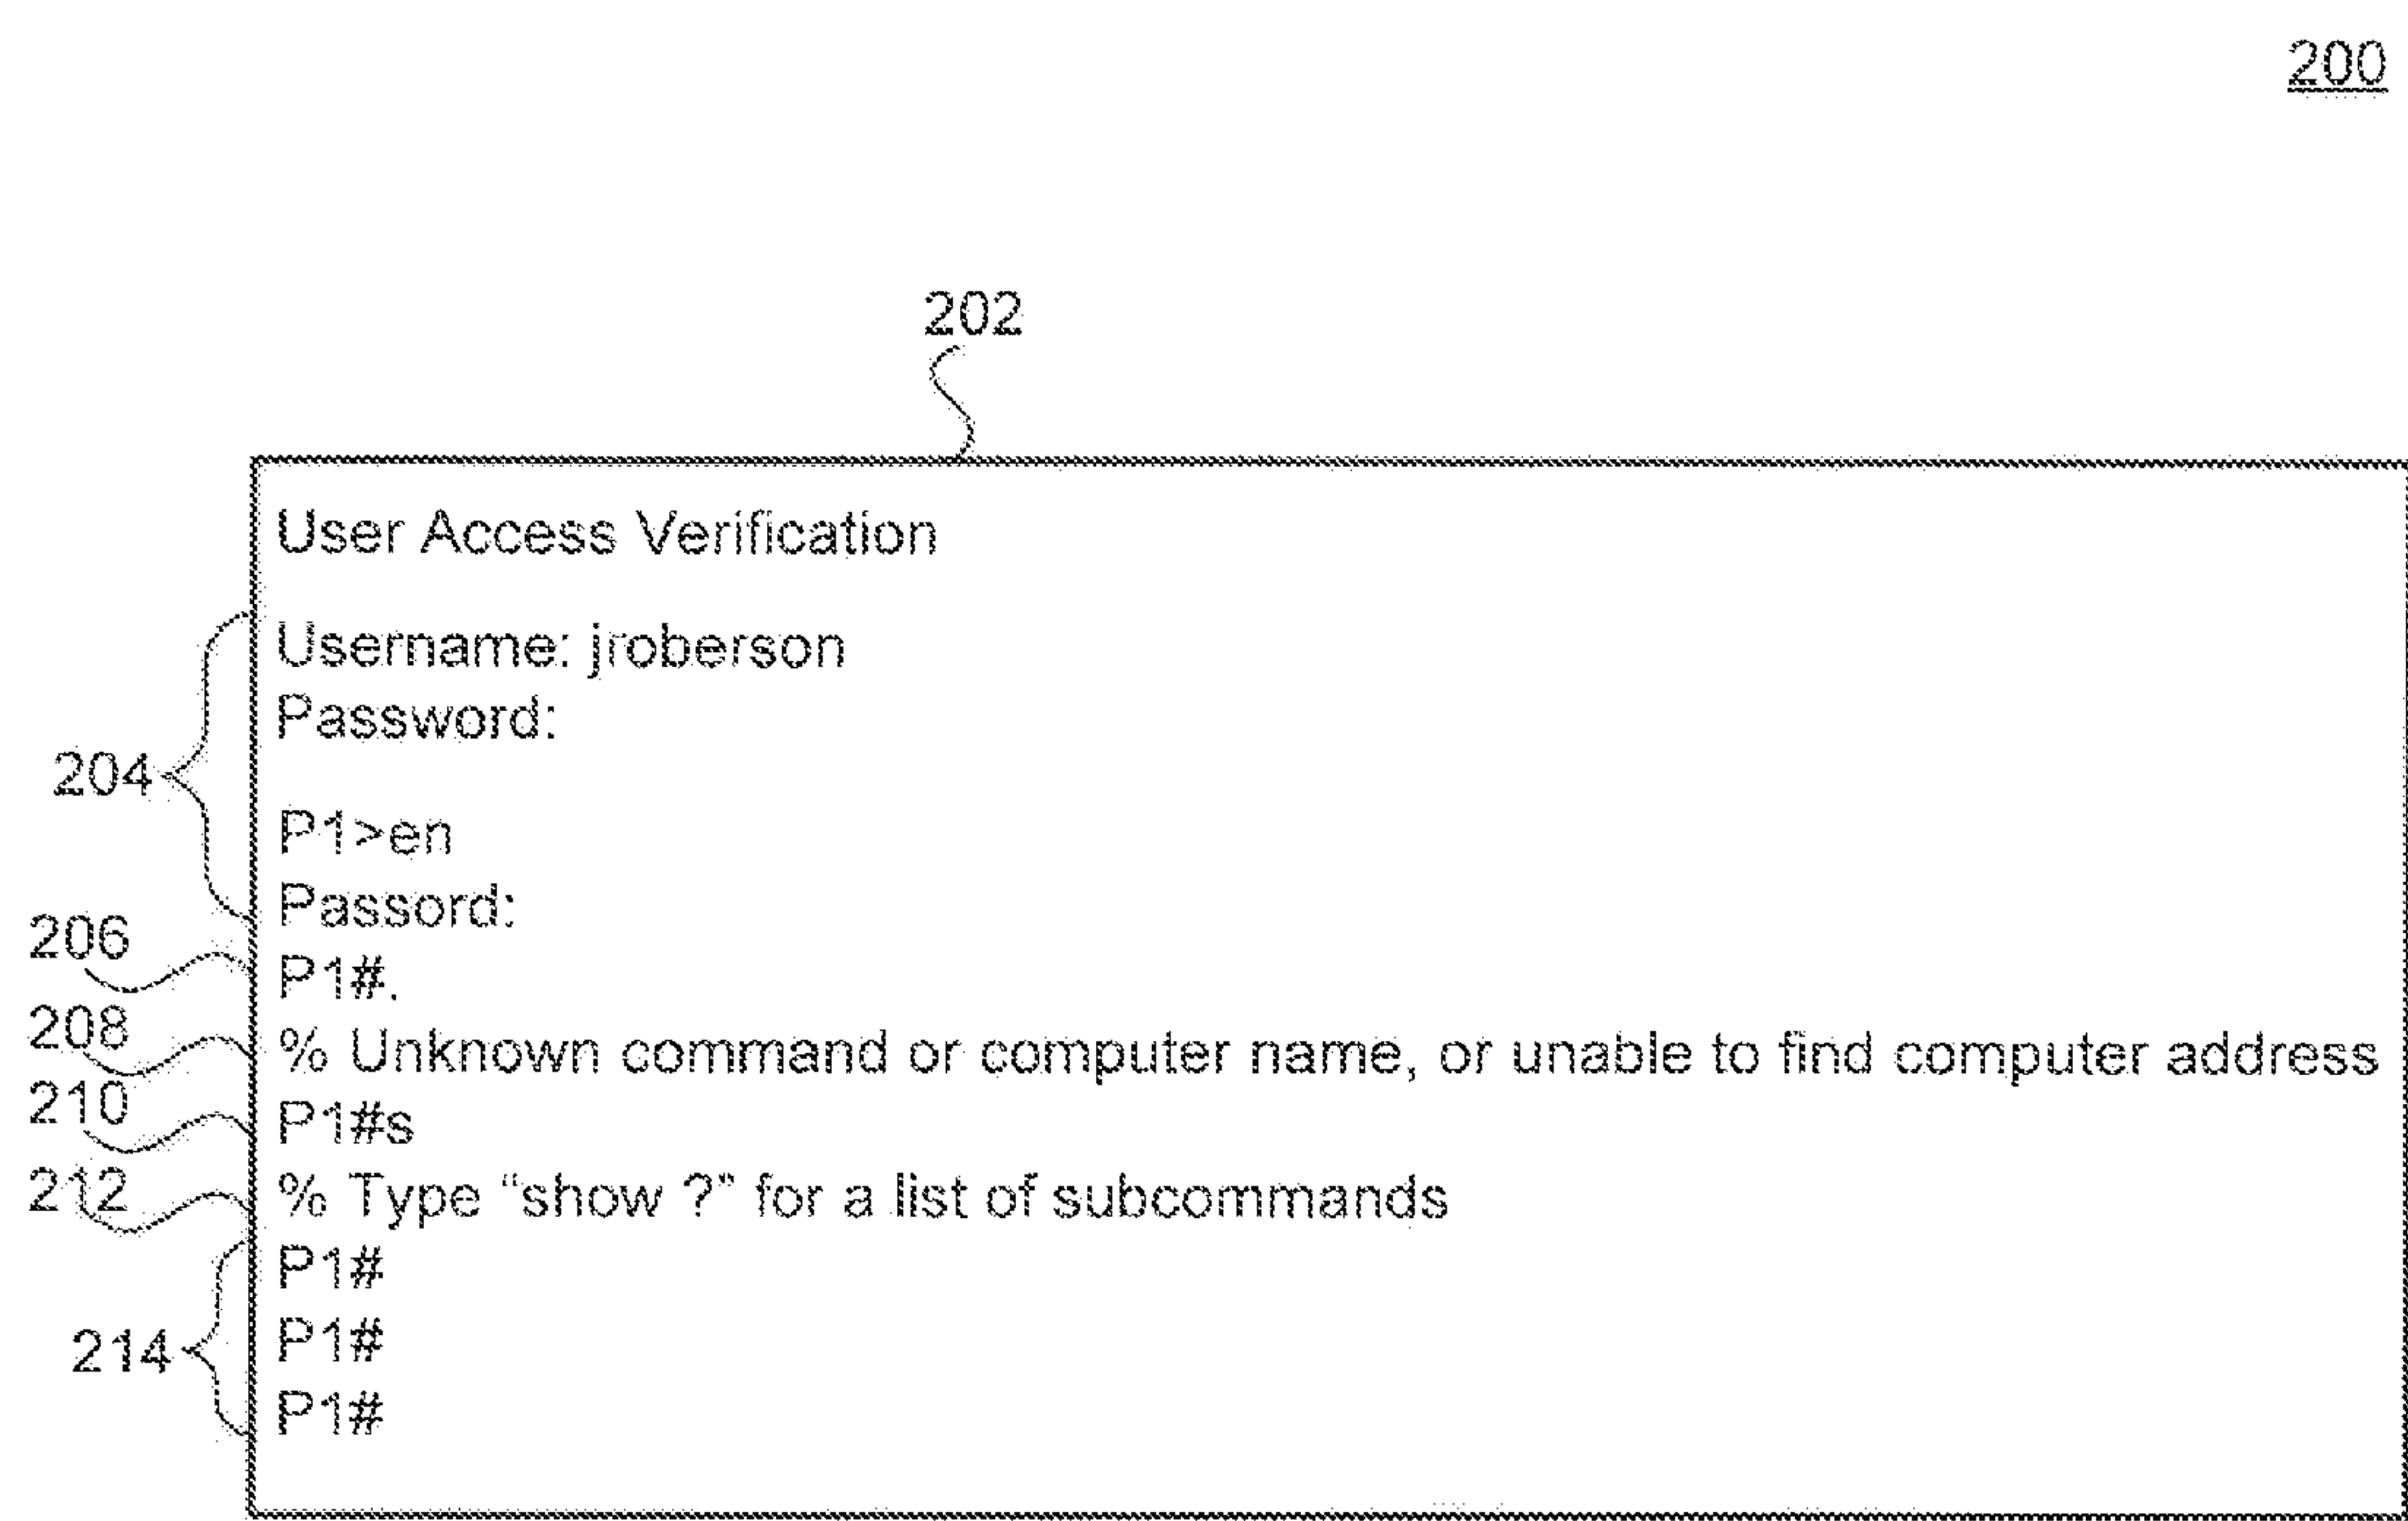 200
202
User Access Verification
204
Username: jroberson
Password:
P1>en
Passord:
206
P1#.
208
% Unknown command or computer name, or unable to find computer address
210
P1#s
212
% Type “show ?” for a list of subcommands
214
P1#
P1#
P1#